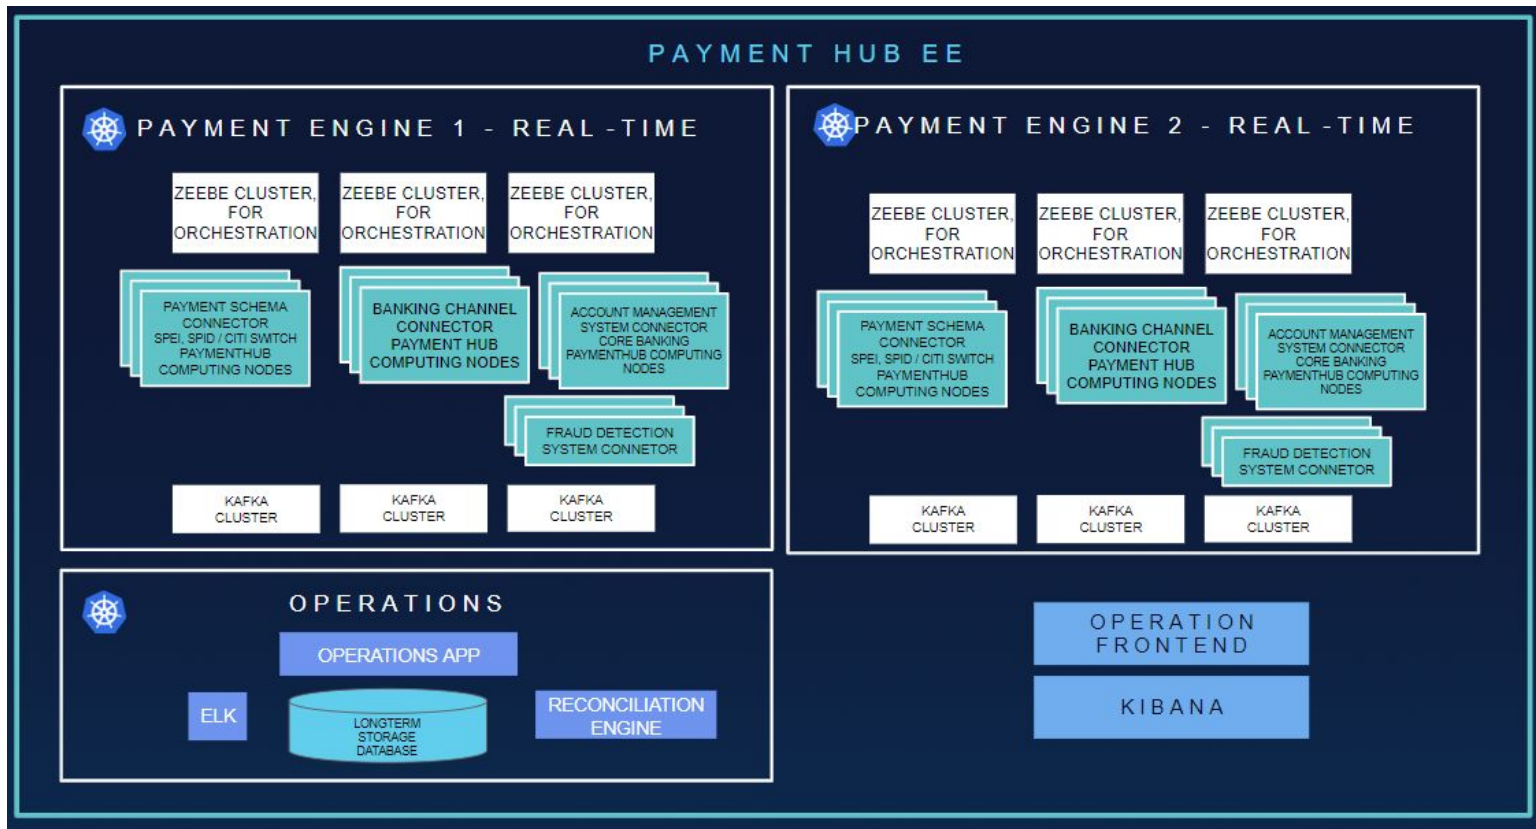 PAYMENT HUB EE
PAYMENT ENGINE 1 - REAL -TIME
ZEEBE CLUSTER,
FOR
ORCHESTRATION
ZEEBE CLUSTER,
FOR
ORCHESTRATION
ZEEBE CLUSTER,
FOR
ORCHESTRATION
PAYMENT SCHEMA
CONNECTOR
SPEI, SPID / CITI SWITCH
PAYMENTHUB
COMPUTING NODES
BANKING CHANNEL
CONNECTOR
PAYMENT HUB
COMPUTING NODES
ACCOUNT MANAGEMENT
SYSTEM CONNECTOR
CORE BANKING
PAYMENTHUB COMPUTING
NODES
FRAUD DETECTION
SYSTEM CONNETOR
KAFKA
CLUSTER
KAFKA
CLUSTER
KAFKA
CLUSTER
PAYMENT ENGINE 2 - REAL -TIME
ZEEBE CLUSTER,
FOR
ORCHESTRATION
ZEEBE CLUSTER,
FOR
ORCHESTRATION
ZEEBE CLUSTER,
FOR
ORCHESTRATION
PAYMENT SCHEMA
CONNECTOR
SPEI, SPID / CITI SWITCH
PAYMENTHUB
COMPUTING NODES
BANKING CHANNEL
CONNECTOR
PAYMENT HUB
COMPUTING NODES
ACCOUNT MANAGEMENT
SYSTEM CONNECTOR
CORE BANKING
PAYMENTHUB COMPUTING
NODES
FRAUD DETECTION
SYSTEM CONNETOR
KAFKA
CLUSTER
KAFKA
CLUSTER
KAFKA
CLUSTER
OPERATIONS
OPERATIONS APP
ELK
LONGTERM
STORAGE
DATABASE
RECONCILIATION
ENGINE
OPERATION
FRONTEND
KIBANA